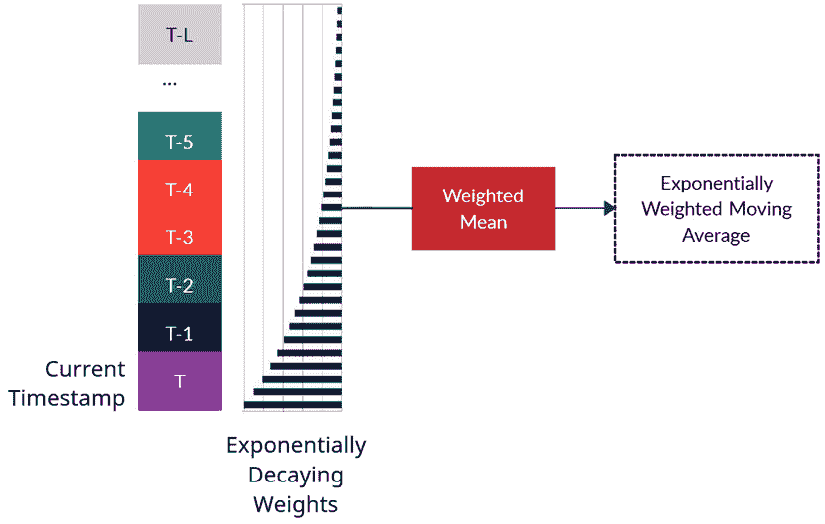 T-L
...
T-5
T-4
T-3
T-2
T-1
T
Current
Timestamp
Exponentially
Decaying
Weights
Weighted
Mean
Exponentially
Weighted Moving
Average